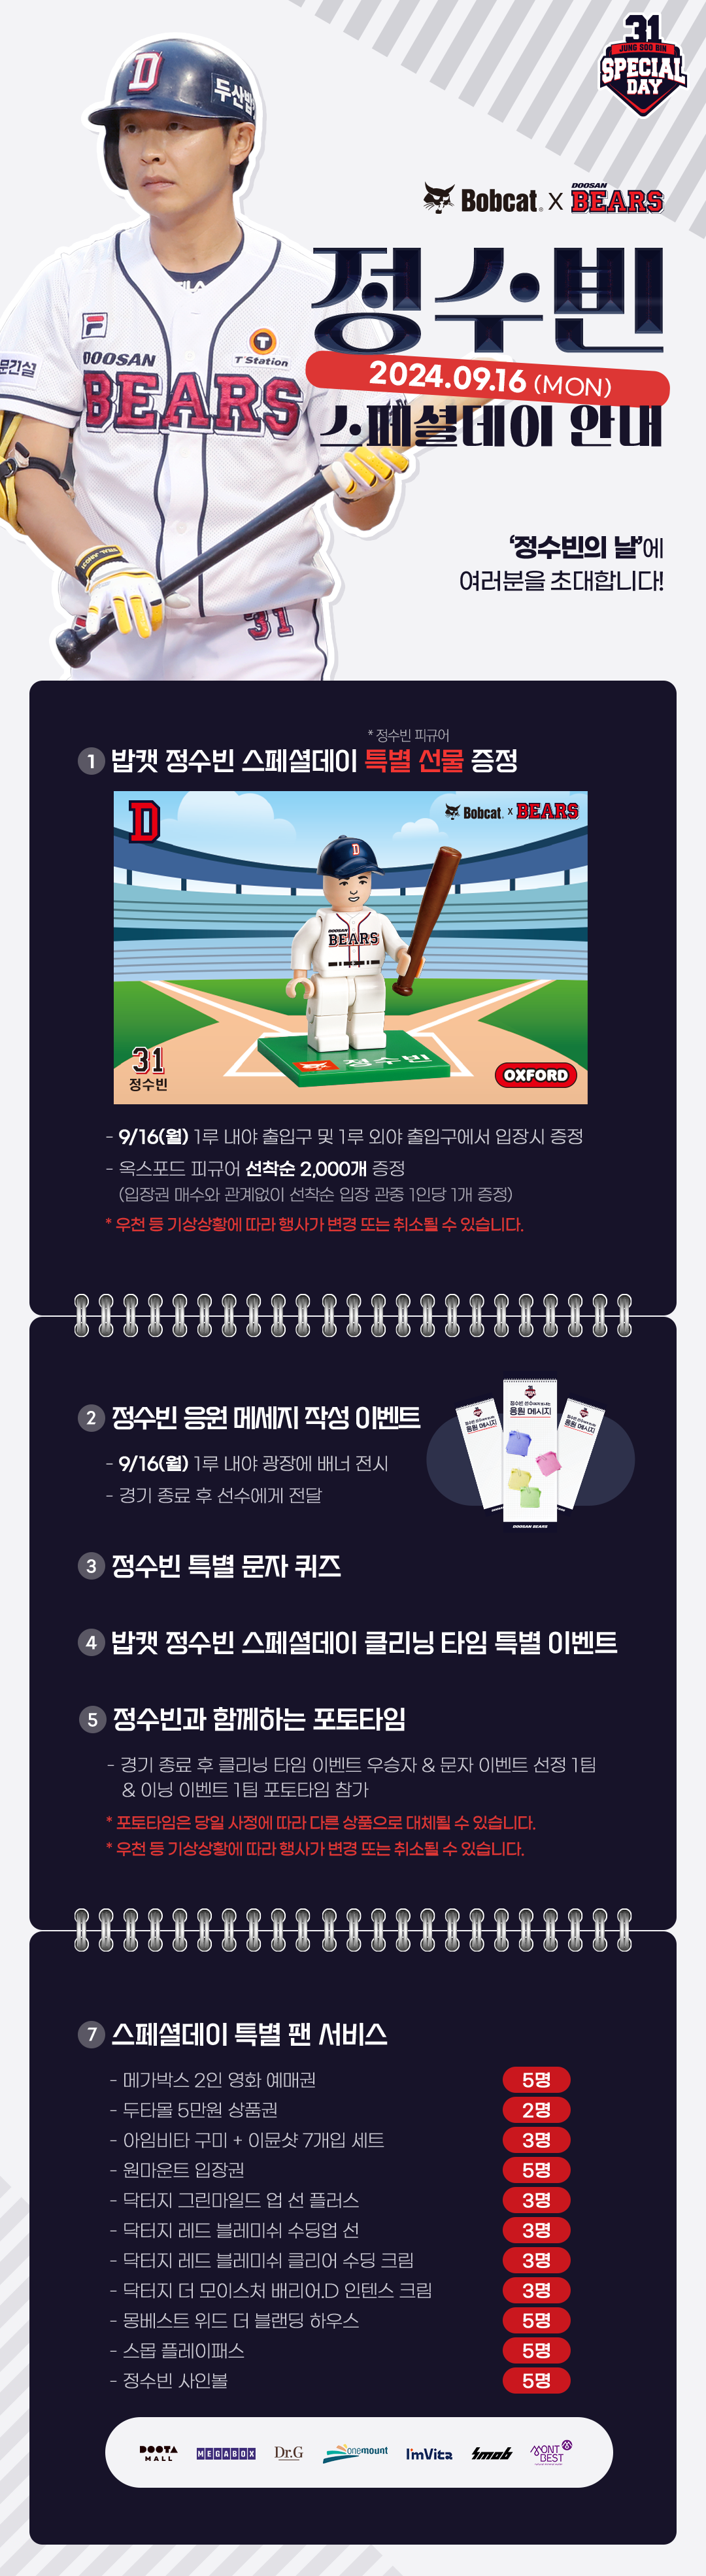 31
JUNG SOO BIN
SPECIAL
DAY
Bobcat. X DOOSAN BEARS
D
두산밥
정수빈
2024.09.16 (MON)
스페셜데이 안내
T
T'Station
F
문건설
DOOSAN
BEARS
31
'정수빈의 날'에
여러분을 초대합니다!
* 정수빈 피규어
1 밥캣 정수빈 스페셜데이 특별 선물 증정
D
Bobcat. X BEARS
D
DOOSAN
BEARS
정수빈
31
정수빈
OXFORD
- 9/16(월) 1루 내야 출입구 및 1루 외야 출입구에서 입장시 증정
- 옥스포드 피규어 선착순 2,000개 증정
(입장권 매수와 관계없이 선착순 입장 관중 1인당 1개 증정)
* 우천 등 기상상황에 따라 행사가 변경 또는 취소될 수 있습니다.
2 정수빈 응원 메세지 작성 이벤트
- 9/16(월) 1루 내야 광장에 배너 전시
- 경기 종료 후 선수에게 전달
응원 메시지
응원 메시지
응원 메시지
DOOSAN BEARS
3 정수빈 특별 문자 퀴즈
4 밥캣 정수빈 스페셜데이 클리닝 타임 특별 이벤트
5 정수빈과 함께하는 포토타임
- 경기 종료 후 클리닝 타임 이벤트 우승자 & 문자 이벤트 선정 1팀
& 이닝 이벤트 1팀 포토타임 참가
* 포토타임은 당일 사정에 따라 다른 상품으로 대체될 수 있습니다.
* 우천 등 기상상황에 따라 행사가 변경 또는 취소될 수 있습니다.
7 스페셜데이 특별 팬 서비스
- 메가박스 2인 영화 예매권 5명
- 두타몰 5만원 상품권 2명
- 아임비타 구미 + 이뮨샷 7개입 세트 3명
- 원마운트 입장권 5명
- 닥터지 그린마일드 업 선 플러스 3명
- 닥터지 레드 블레미쉬 수딩업 선 3명
- 닥터지 레드 블레미쉬 클리어 수딩 크림 3명
- 닥터지 더 모이스처 배리어.D 인텐스 크림 3명
- 몽베스트 위드 더 블랜딩 하우스 5명
- 스몹 플레이패스 5명
- 정수빈 사인볼 5명
DOOTA MALL MEGABOX Dr.G onemount I'mVita smob MONT BEST